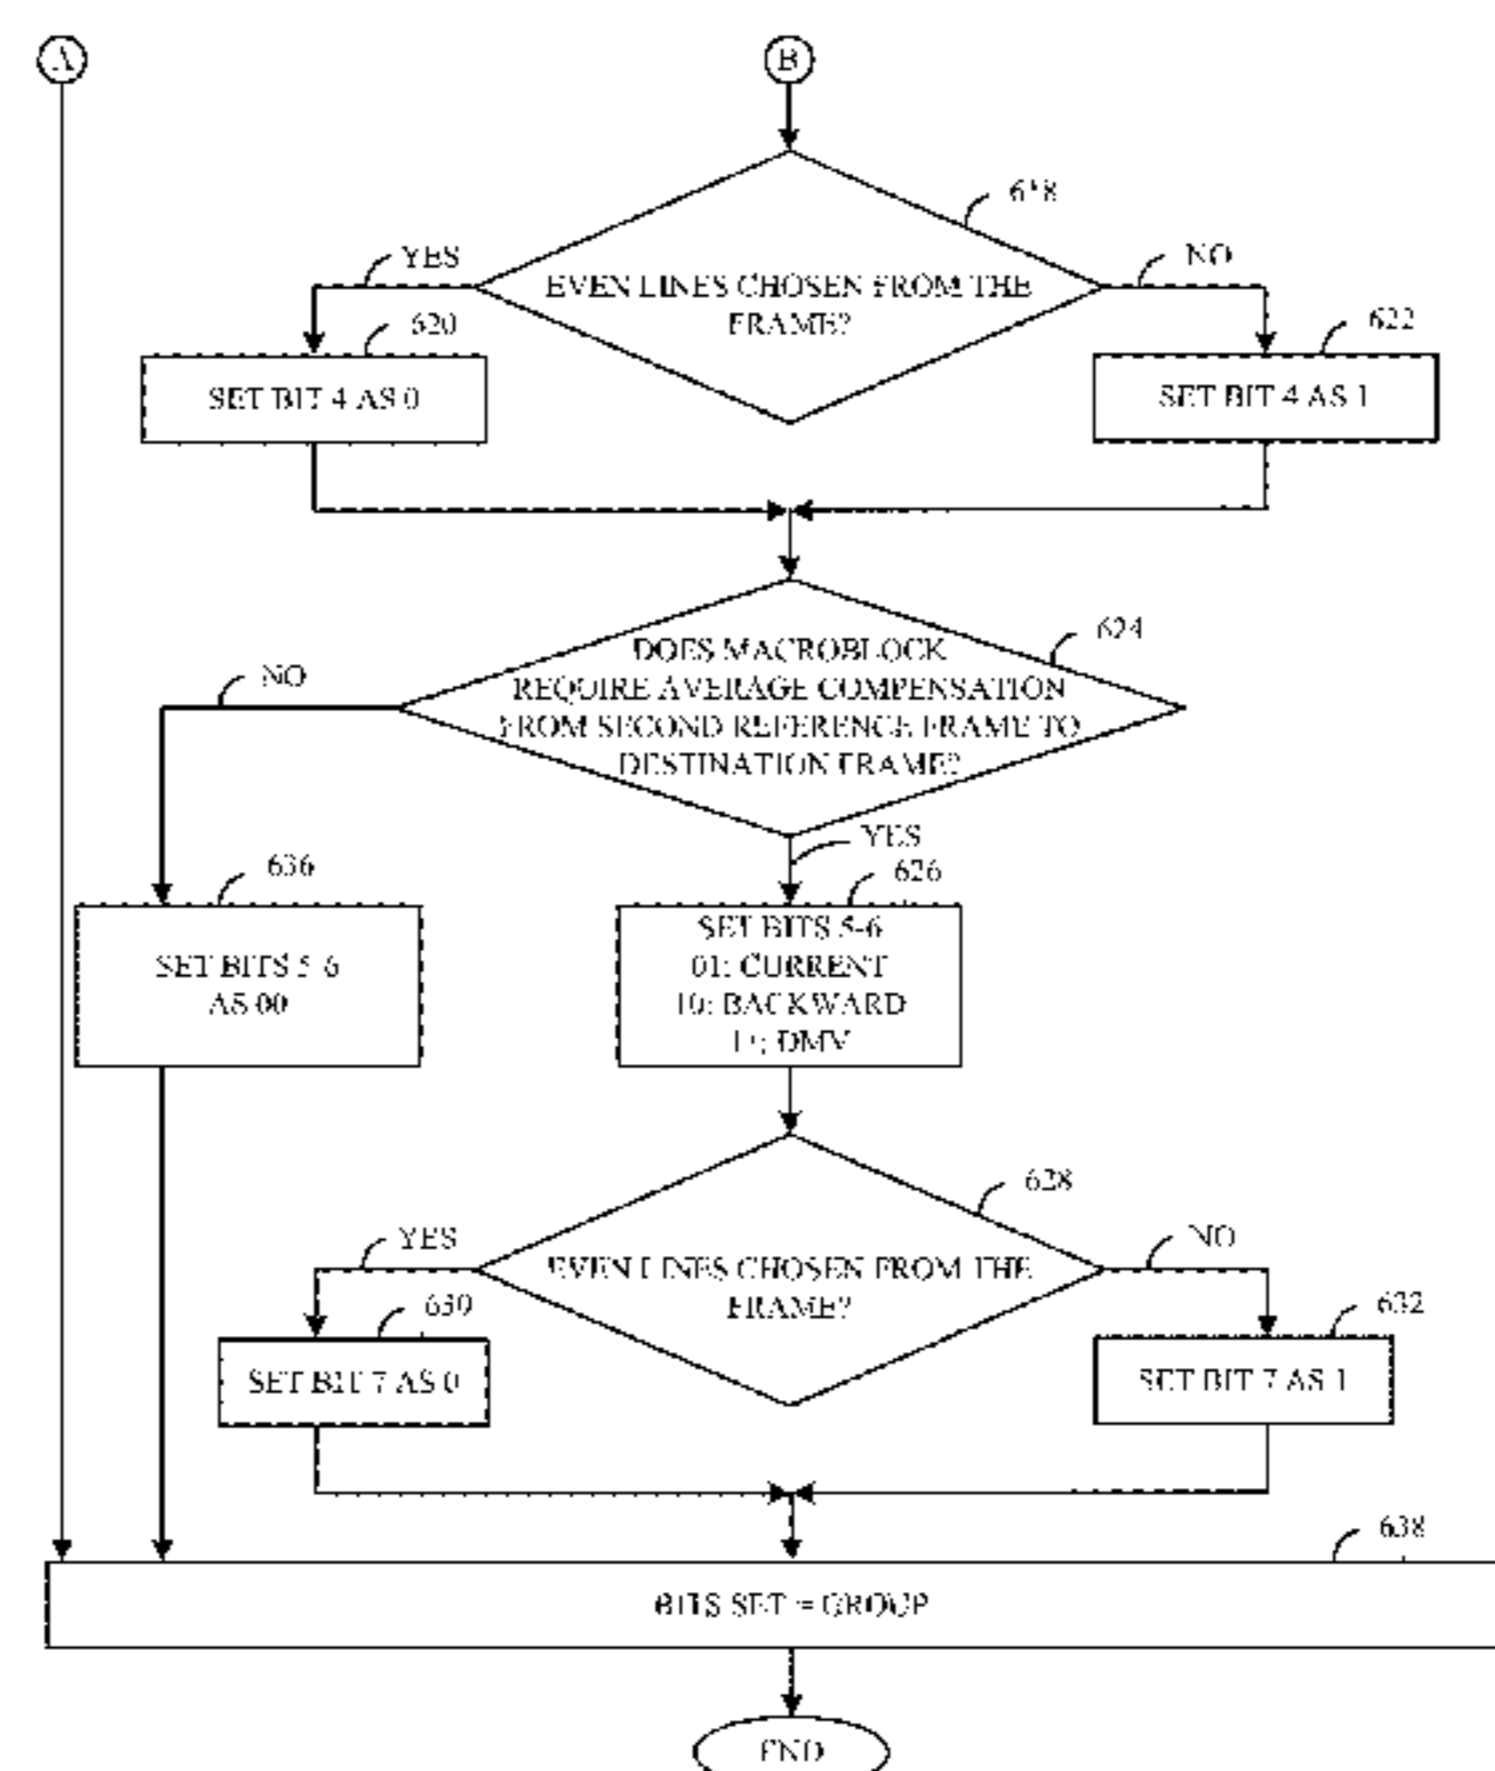 A
B
618
YES
NO
EVEN LINES CHOSEN FROM THE
FRAME?
620
622
SET BIT 4 AS 0
SET BIT 4 AS 1
624
DOES MACROBLOCK
REQUIRE AVERAGE COMPENSATION
FROM SECOND REFERENCE FRAME TO
DESTINATION FRAME?
NO
YES
636
626
SET BITS 5-6
AS 00
SET BITS 5-6
01: CURRENT
10: BACKWARD
11: DMV
628
YES
NO
EVEN LINES CHOSEN FROM THE
FRAME?
630
632
SET BIT 7 AS 0
SET BIT 7 AS 1
638
BITS SET = GROUP
END